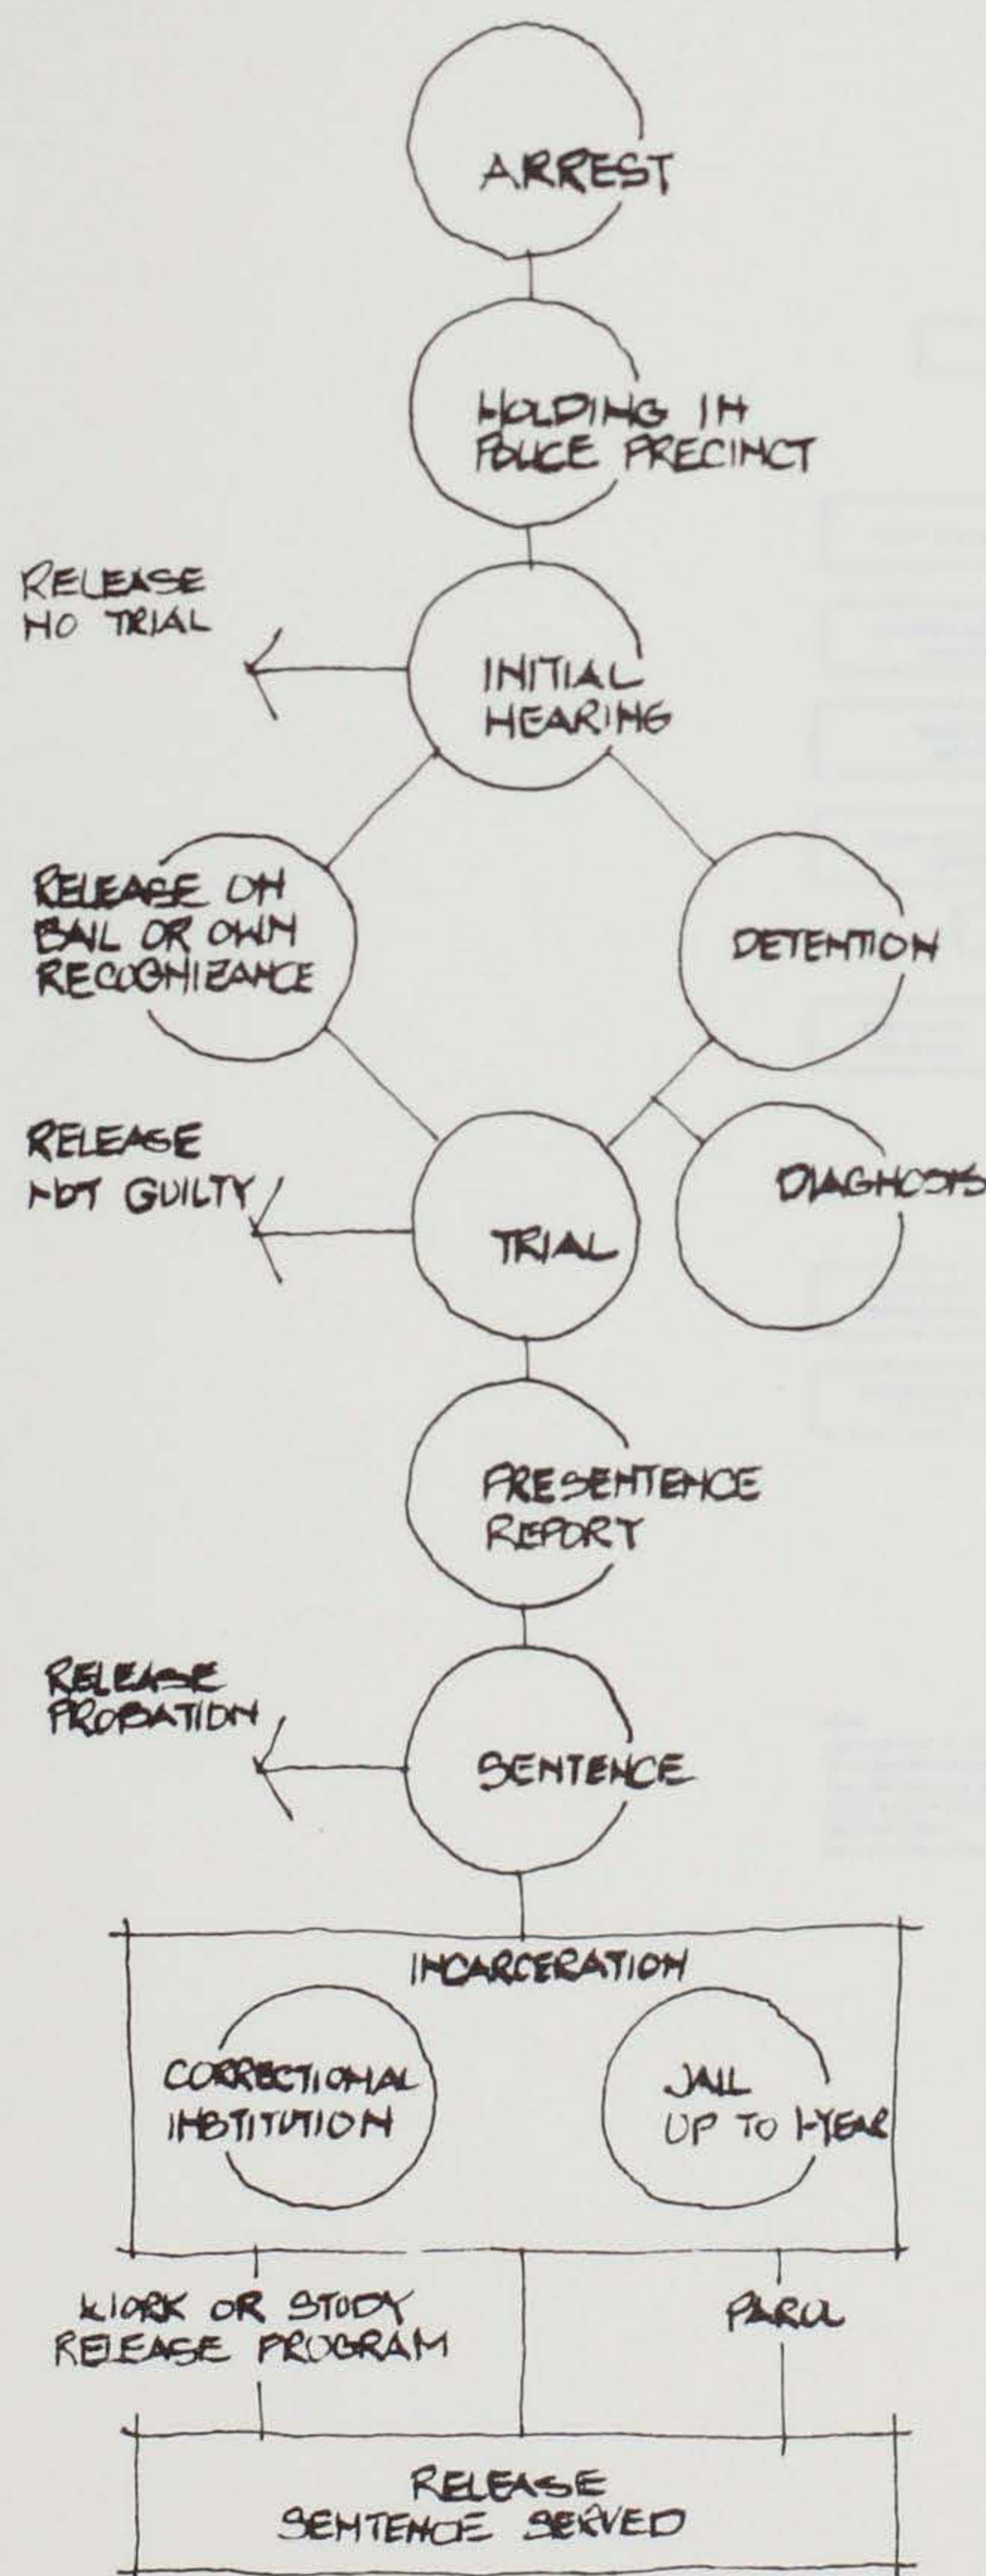 ARREST
HOLDING IN
POLICE PRECINCT
RELEASE
NO TRIAL
INITIAL
HEARING
RELEASE ON
BAIL OR OWN
RECOGNIZANCE
DETENTION
RELEASE
NOT GUILTY
DIAGNOSIS
TRIAL
PRESENTENCE
REPORT
RELEASE
PROBATION
SENTENCE
INCARCERATION
CORRECTIONAL
INSTITUTION
JAIL
UP TO 1-YEAR
WORK OR STUDY
RELEASE PROGRAM
PAROL
RELEASE
SENTENCE SERVED